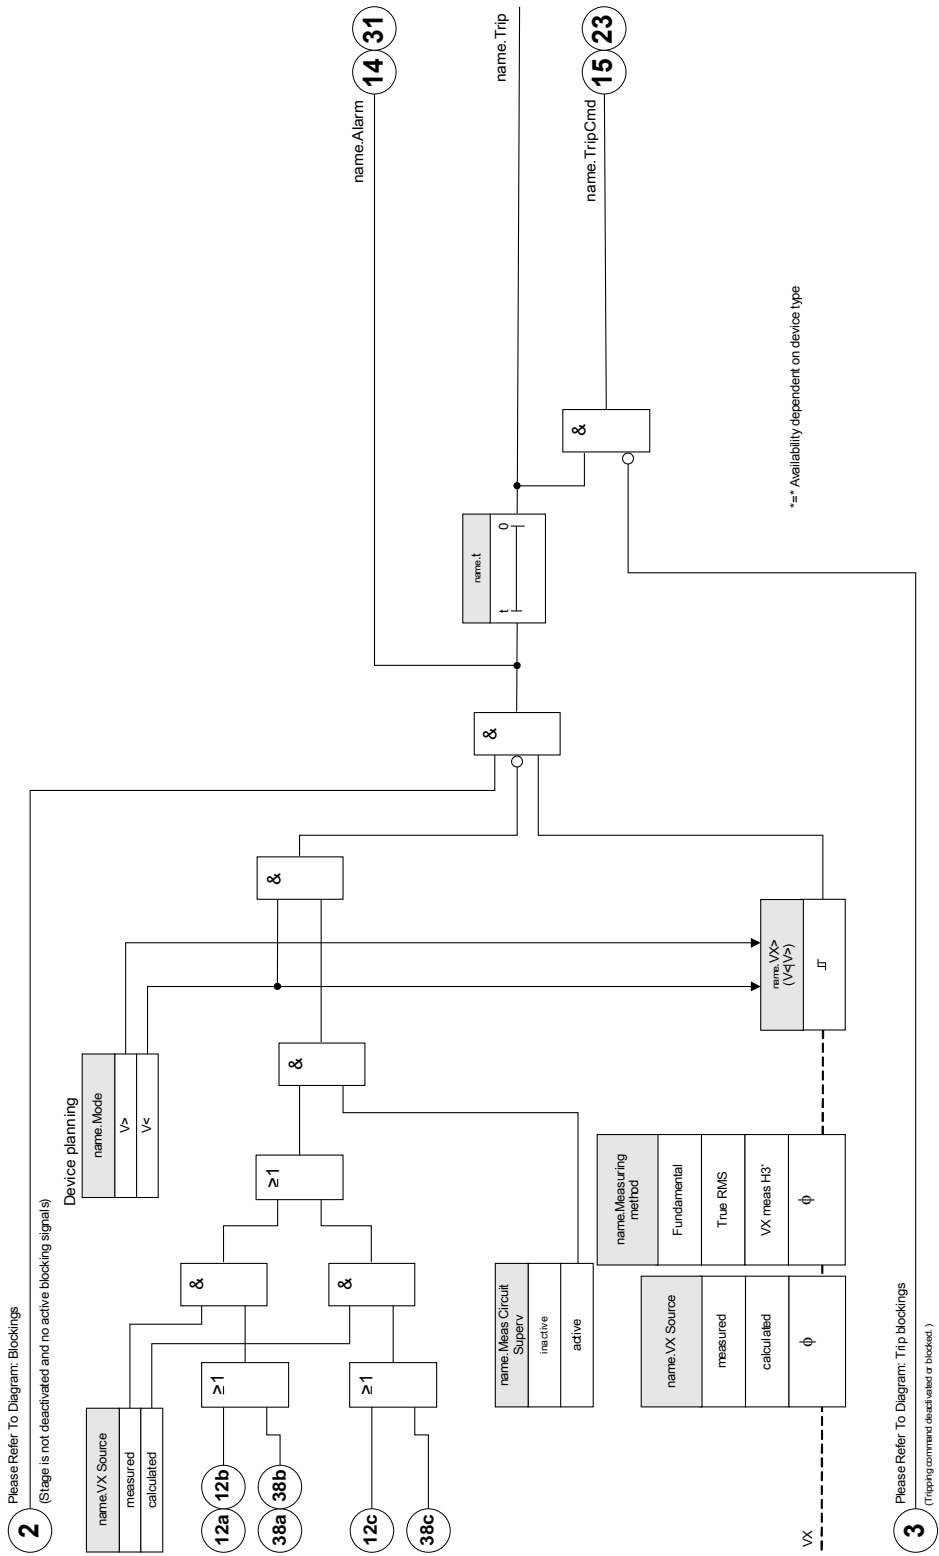 2
Please Refer To Diagram: Blockings
(Stage is not deactivated and no active blocking signals)
name.VX Source
measured
calculated
12a
12b
38a
38b
12c
38c
≥1
≥1
&
&
≥1
Device planning
name.Mode
V>
V<
&
&
name.Meas Circuit
Superv
inactive
active
name.VX Source
measured
calculated
ϕ
name.Measuring
method
Fundamental
True RMS
VX meas H3*
ϕ
VX
name.VX>
(V<|V>)
&
name.t
t
0
&
name.Alarm
14
31
name.Trip
name.TripCmd
15
23
*=* Availability dependent on device type
3
Please Refer To Diagram: Trip blockings
(Tripping command deactivated or blocked. )